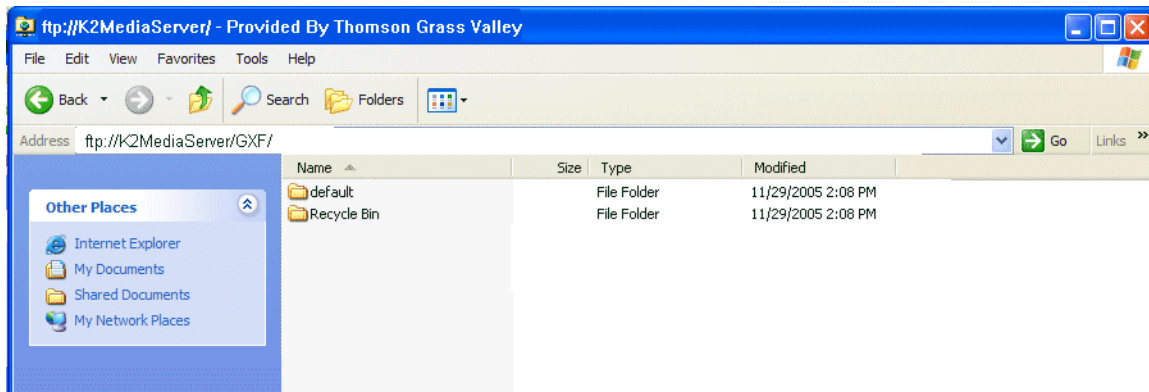 ftp://K2MediaServer/ - Provided By Thomson Grass Valley
File Edit View Favorites Tools Help
Back Search Folders
Address ftp://K2MediaServer/GXF/ Go Links »
Name Size Type Modified
default File Folder 11/29/2005 2:08 PM
Recycle Bin File Folder 11/29/2005 2:08 PM
Other Places
Internet Explorer
My Documents
Shared Documents
My Network Places